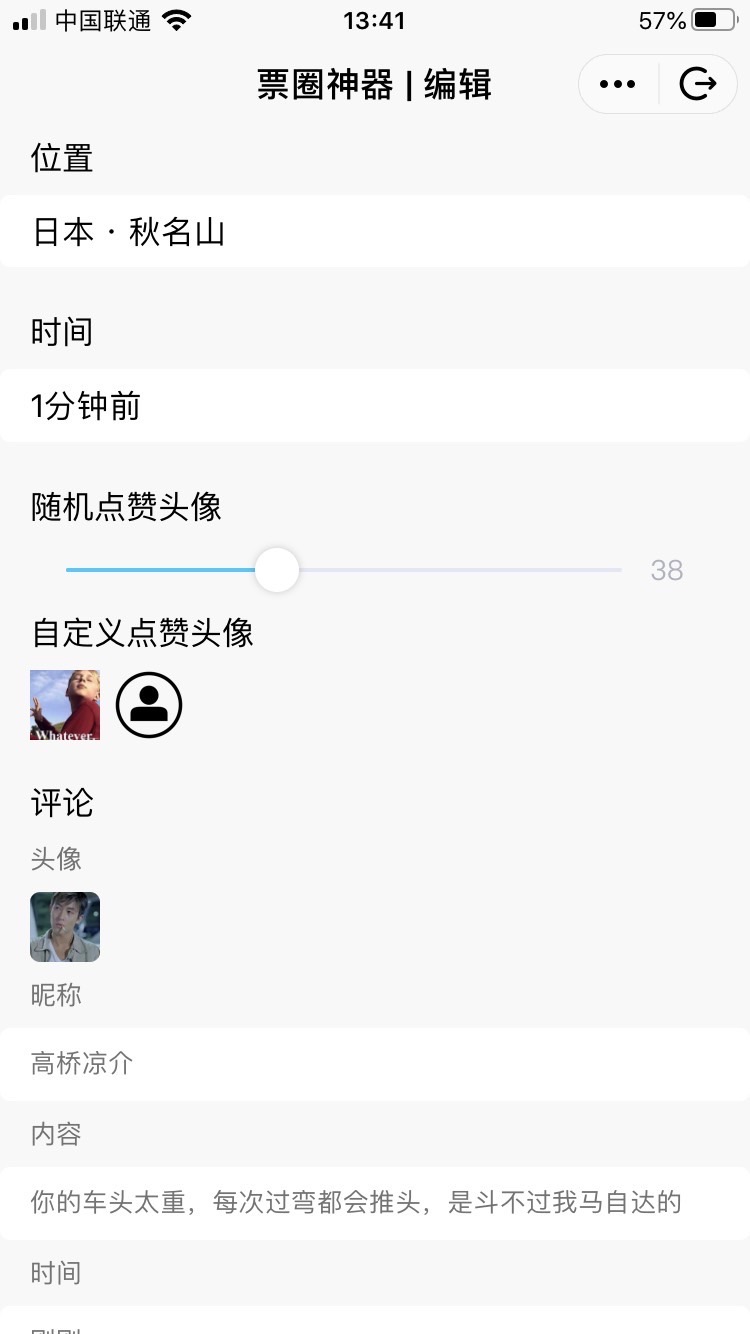 中国联通
13:41
57%
票圈神器 | 编辑
位置
日本 · 秋名山
时间
1分钟前
随机点赞头像
38
自定义点赞头像
Whatever.
评论
头像
昵称
高桥凉介
内容
你的车头太重，每次过弯都会推头，是斗不过我马自达的
时间